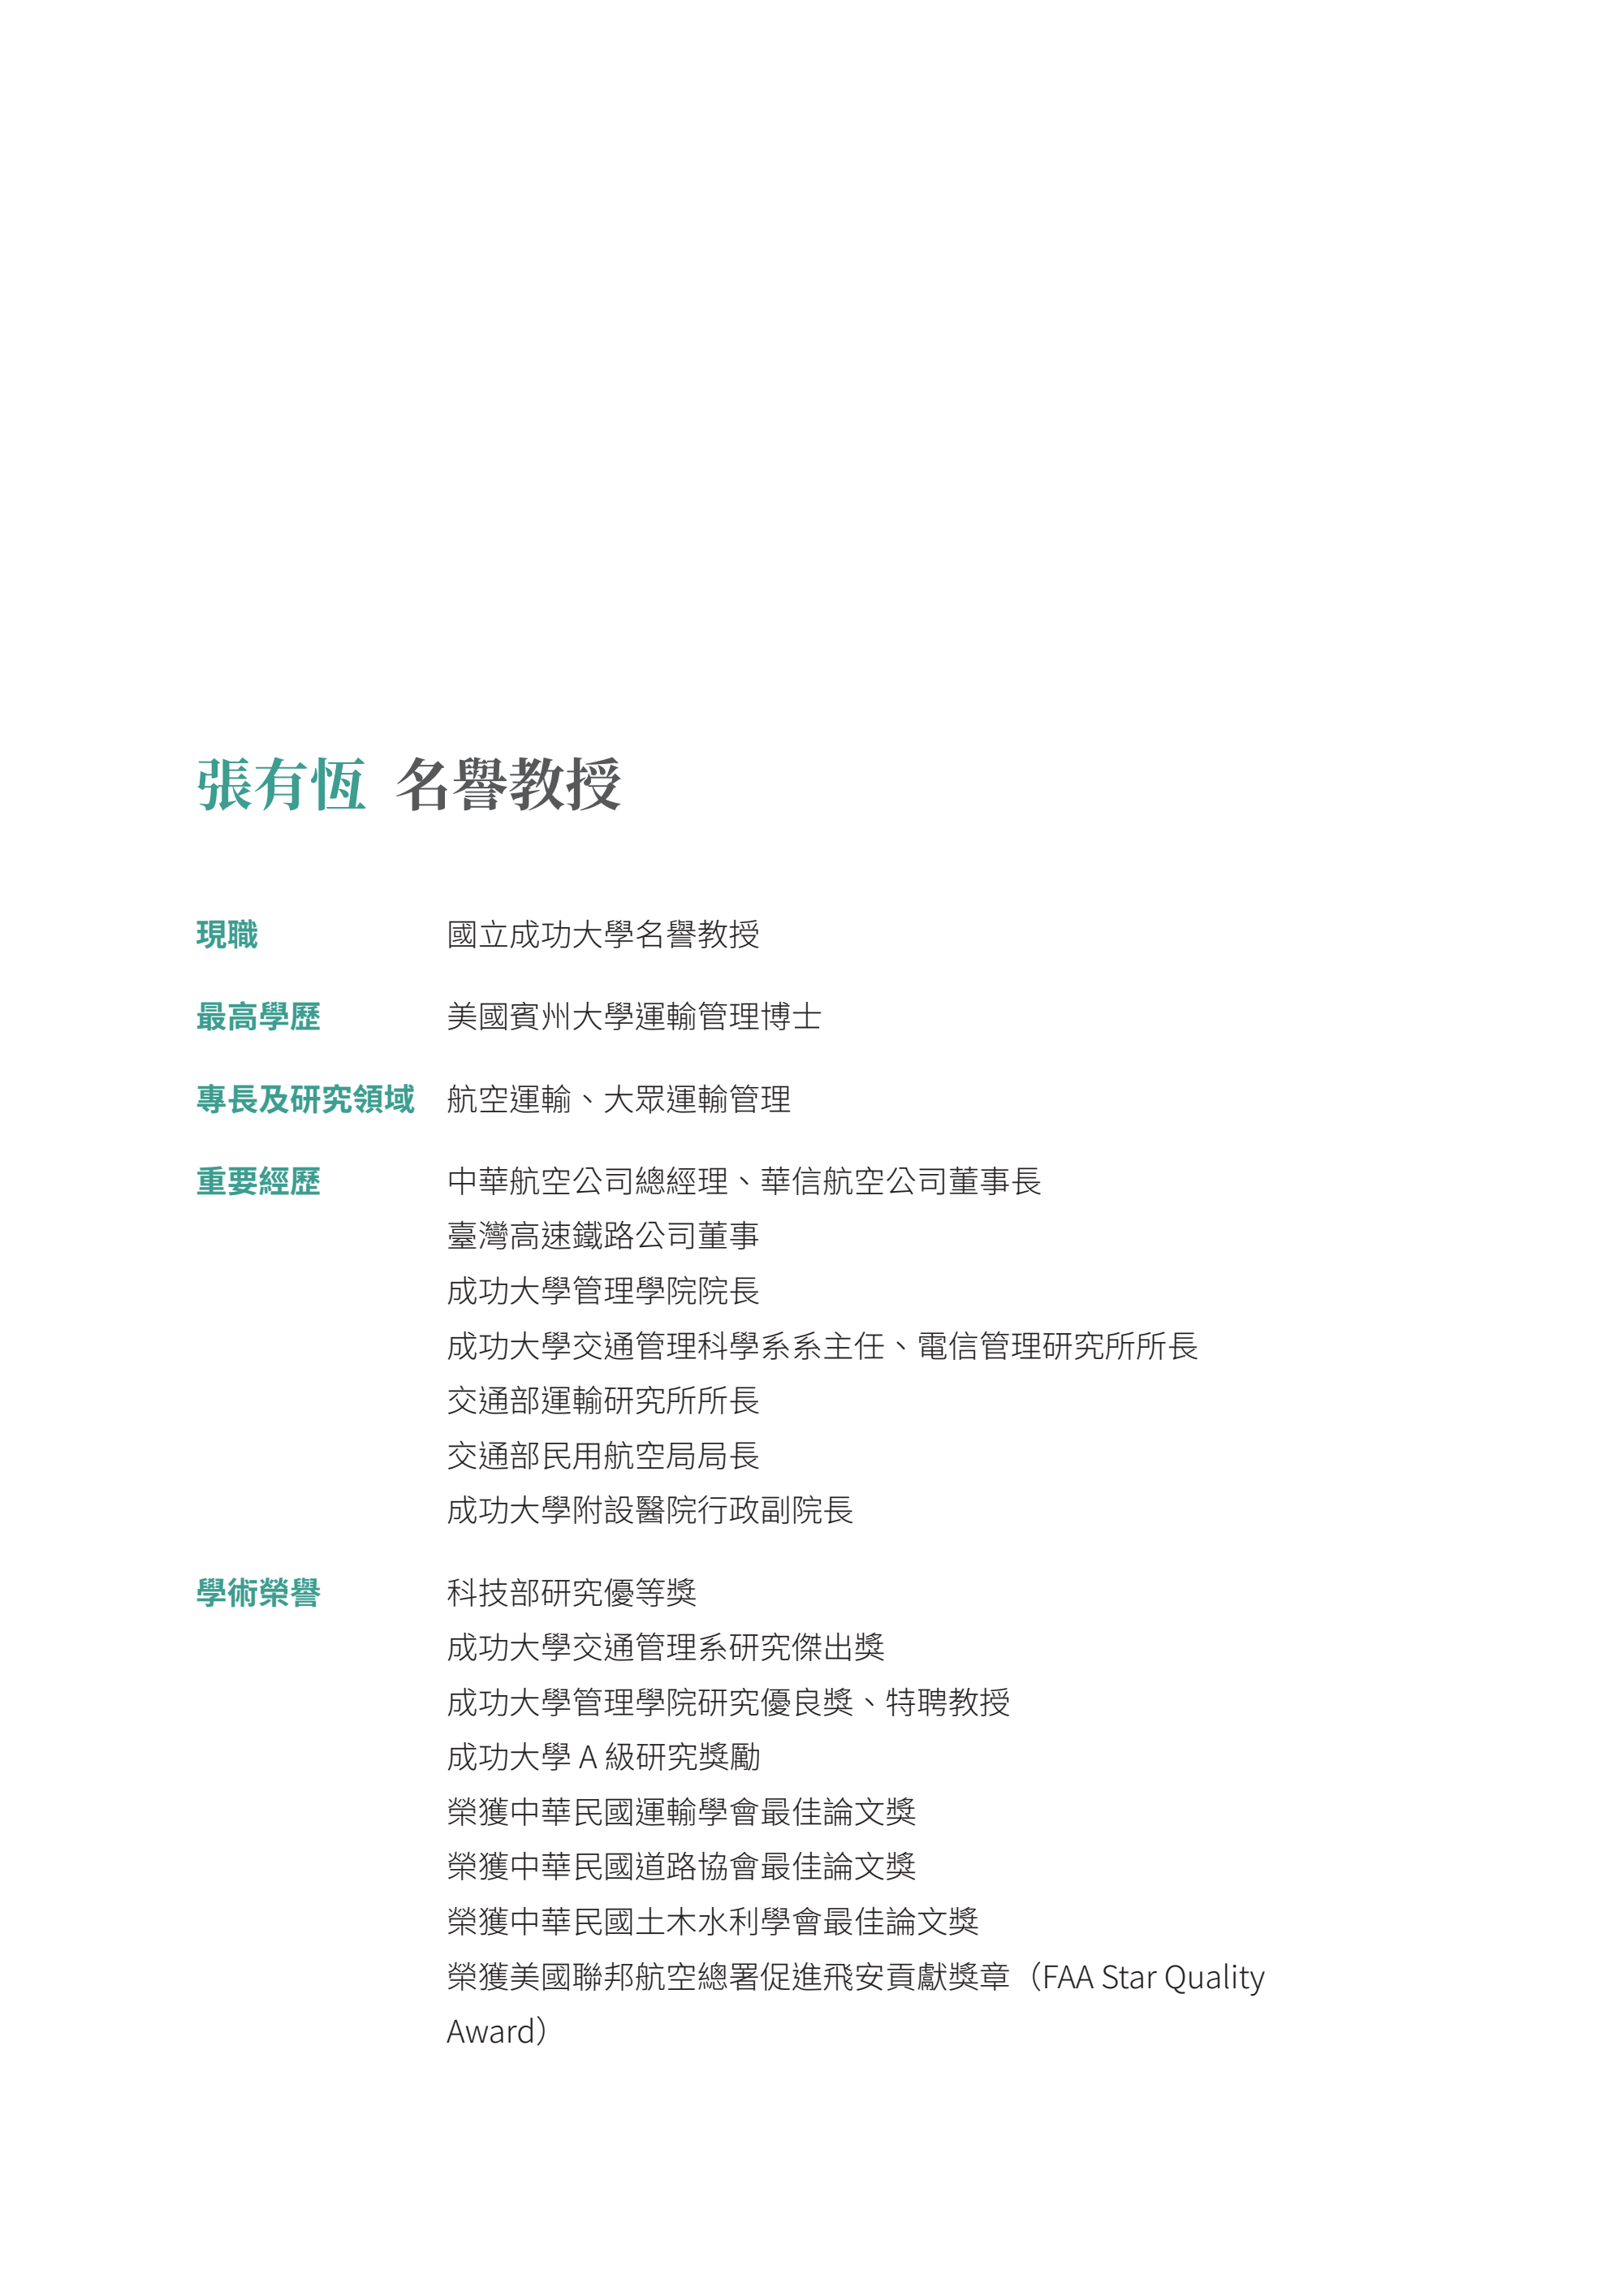 張有恆 名譽教授
現職 國立成功大學名譽教授
最高學歷 美國賓州大學運輸管理博士
專長及研究領域 航空運輸、大眾運輸管理
重要經歷 中華航空公司總經理、華信航空公司董事長
臺灣高速鐵路公司董事
成功大學管理學院院長
成功大學交通管理科學系系主任、電信管理研究所所長
交通部運輸研究所所長
交通部民用航空局局長
成功大學附設醫院行政副院長
學術榮譽 科技部研究優等獎
成功大學交通管理系研究傑出獎
成功大學管理學院研究優良獎、特聘教授
成功大學 A 級研究獎勵
榮獲中華民國運輸學會最佳論文獎
榮獲中華民國道路協會最佳論文獎
榮獲中華民國土木水利學會最佳論文獎
榮獲美國聯邦航空總署促進飛安貢獻獎章（FAA Star Quality
Award）